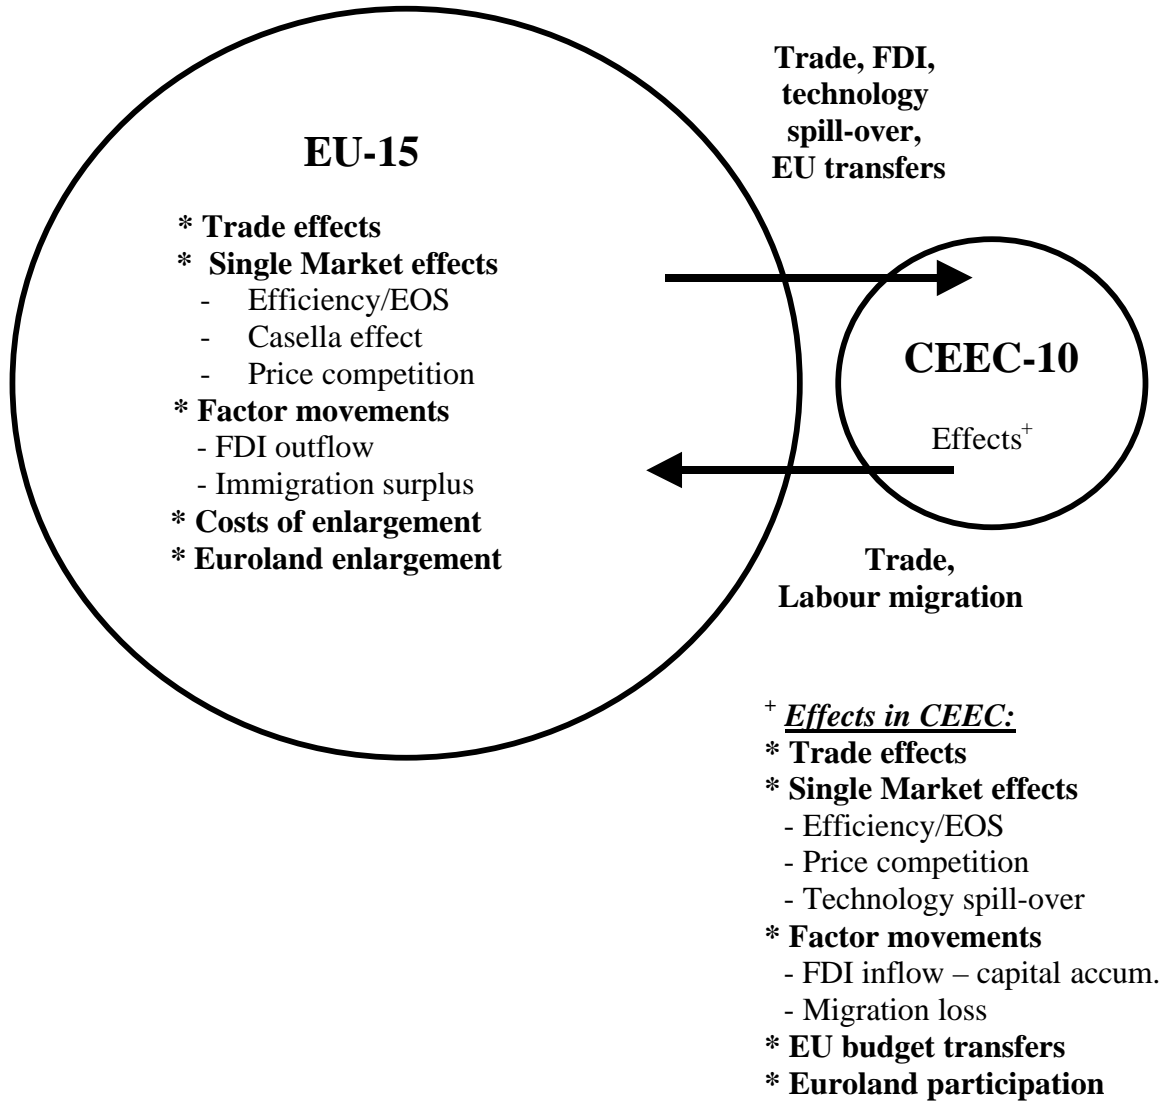 EU-15
* Trade effects
* Single Market effects
- Efficiency/EOS
- Casella effect
- Price competition
* Factor movements
- FDI outflow
- Immigration surplus
* Costs of enlargement
* Euroland enlargement
Trade, FDI,
technology
spill-over,
EU transfers
CEEC-10
Effects+
Trade,
Labour migration
+ Effects in CEEC:
* Trade effects
* Single Market effects
- Efficiency/EOS
- Price competition
- Technology spill-over
* Factor movements
- FDI inflow – capital accum.
- Migration loss
* EU budget transfers
* Euroland participation